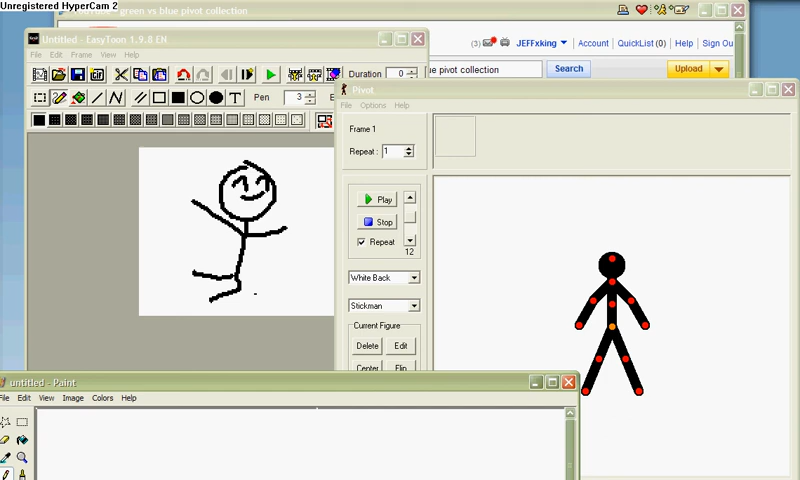 Unregistered HyperCam 2
green vs blue pivot collection
Untitled - EasyToon 1.9.8 EN
File Edit Frame View Help
(3) JEFFxking Account QuickList (0) Help Sign Ou
ue pivot collection Search Upload
Duration 0
Pen 3
Pivot
File Options Help
Frame 1
Repeat : 1
Play
Stop
Repeat
12
White Back
Stickman
Current Figure
Delete Edit
Center Flip
untitled - Paint
File Edit View Image Colors Help